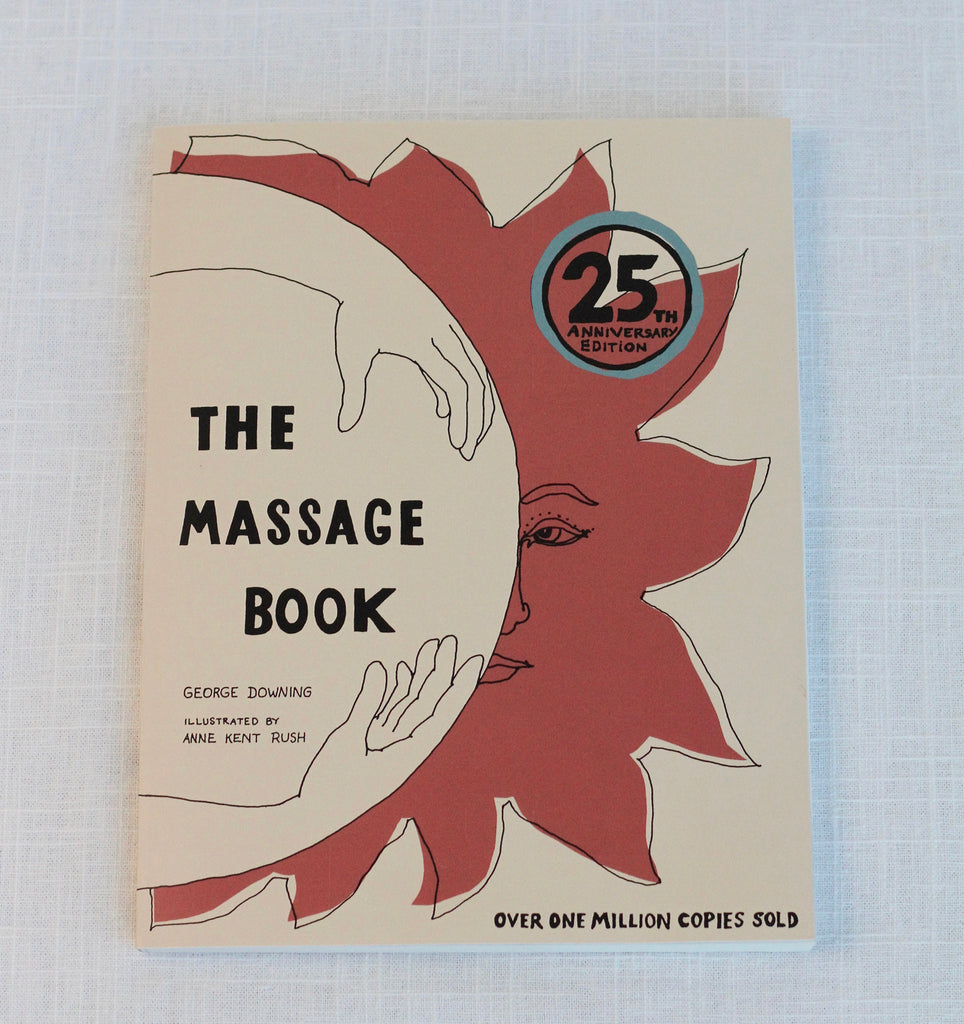 25TH
ANNIVERSARY
EDITION
THE
MASSAGE
BOOK
GEORGE DOWNING
ILLUSTRATED BY
ANNE KENT RUSH
OVER ONE MILLION COPIES SOLD